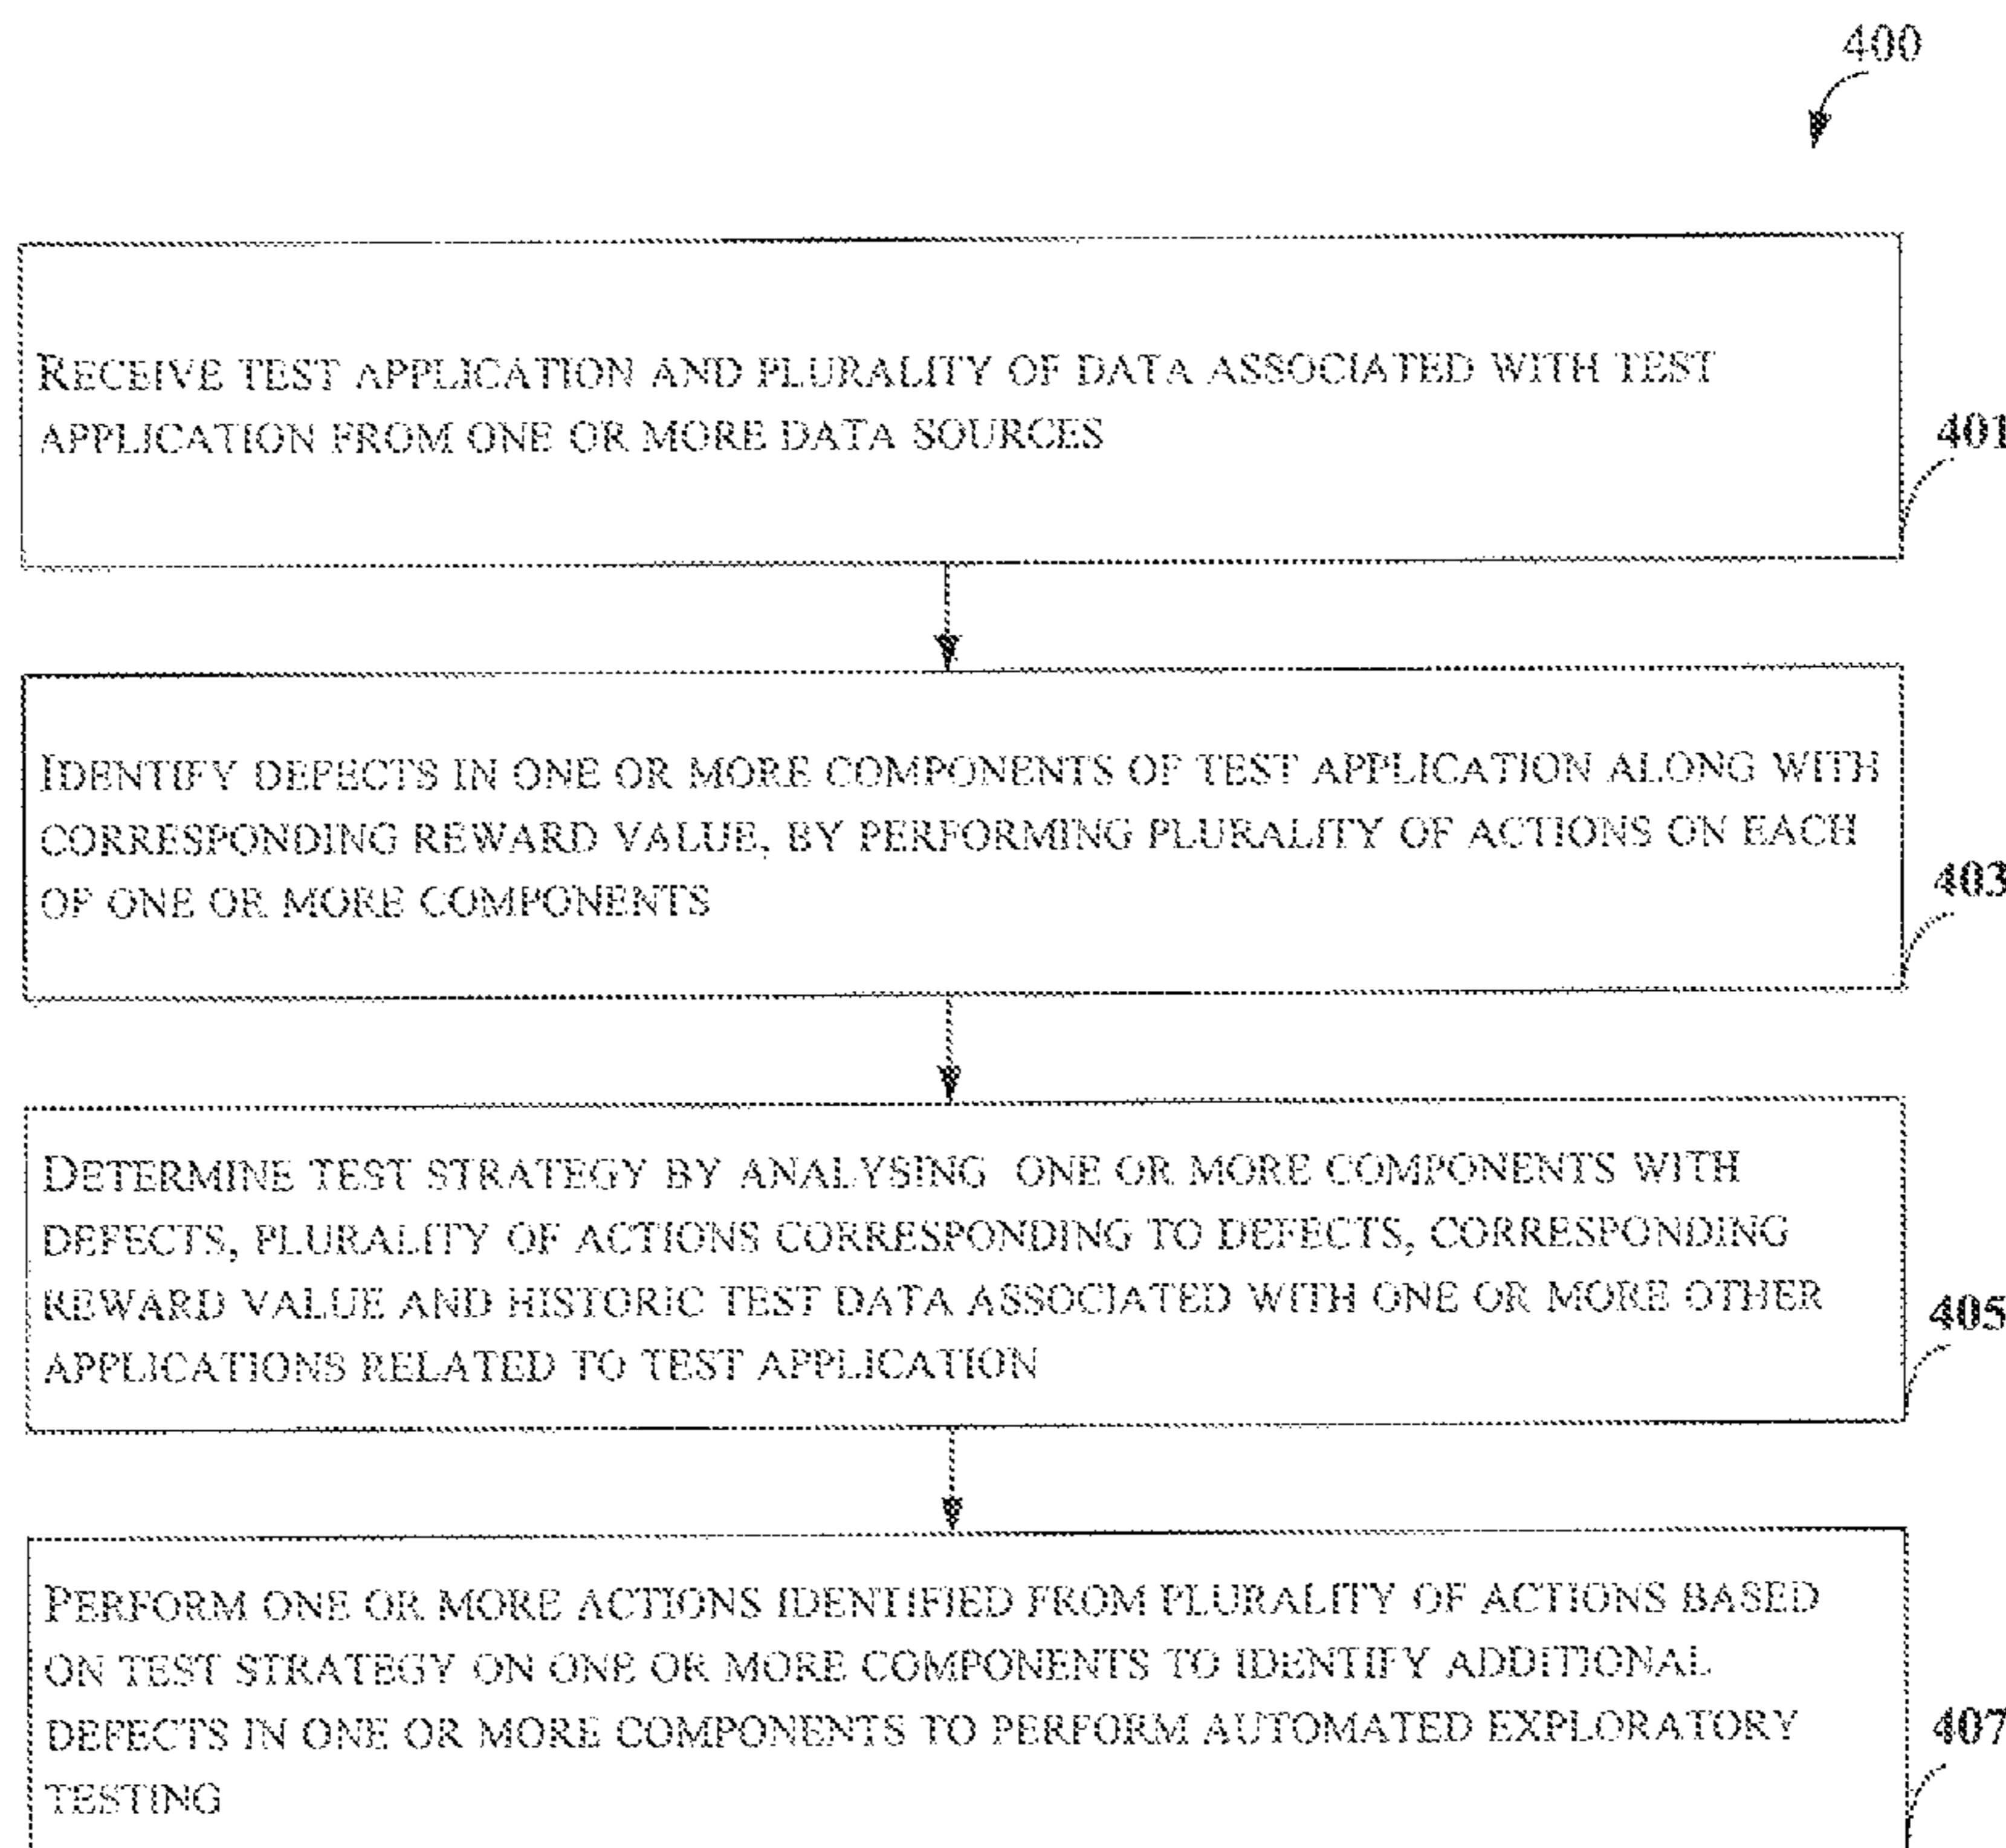 400
RECEIVE TEST APPLICATION AND PLURALITY OF DATA ASSOCIATED WITH TEST
APPLICATION FROM ONE OR MORE DATA SOURCES
401
IDENTIFY DEFECTS IN ONE OR MORE COMPONENTS OF TEST APPLICATION ALONG WITH
CORRESPONDING REWARD VALUE, BY PERFORMING PLURALITY OF ACTIONS ON EACH
OF ONE OR MORE COMPONENTS
403
DETERMINE TEST STRATEGY BY ANALYSING ONE OR MORE COMPONENTS WITH
DEFECTS, PLURALITY OF ACTIONS CORRESPONDING TO DEFECTS, CORRESPONDING
REWARD VALUE AND HISTORIC TEST DATA ASSOCIATED WITH ONE OR MORE OTHER
APPLICATIONS RELATED TO TEST APPLICATION
405
PERFORM ONE OR MORE ACTIONS IDENTIFIED FROM PLURALITY OF ACTIONS BASED
ON TEST STRATEGY ON ONE OR MORE COMPONENTS TO IDENTIFY ADDITIONAL
DEFECTS IN ONE OR MORE COMPONENTS TO PERFORM AUTOMATED EXPLORATORY
TESTING
407